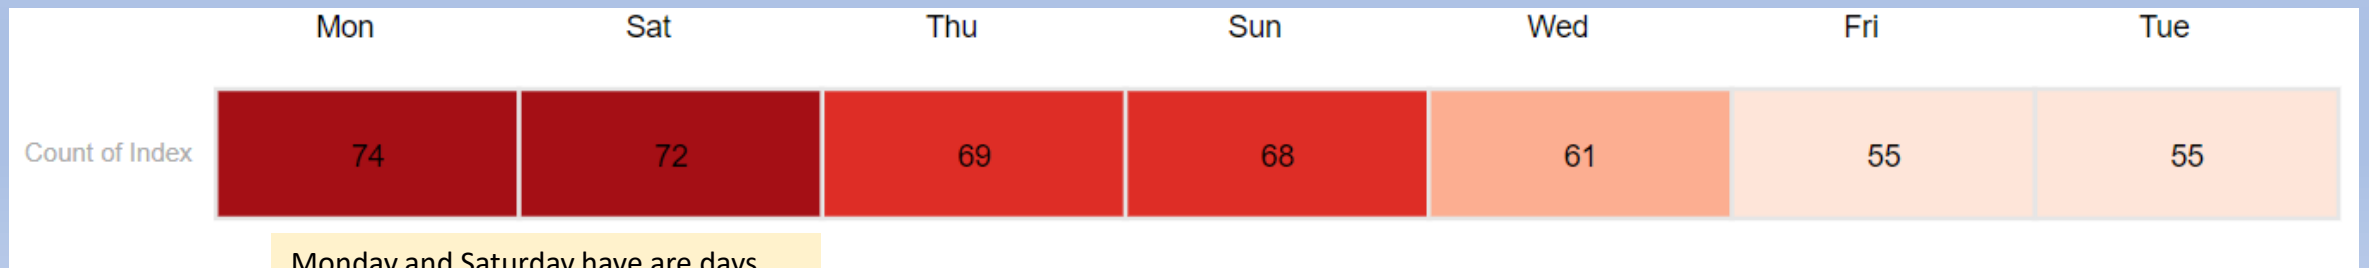 Mon Sat Thu Sun Wed Fri Tue
Count of Index 74 72 69 68 61 55 55
Monday and Saturday have are days